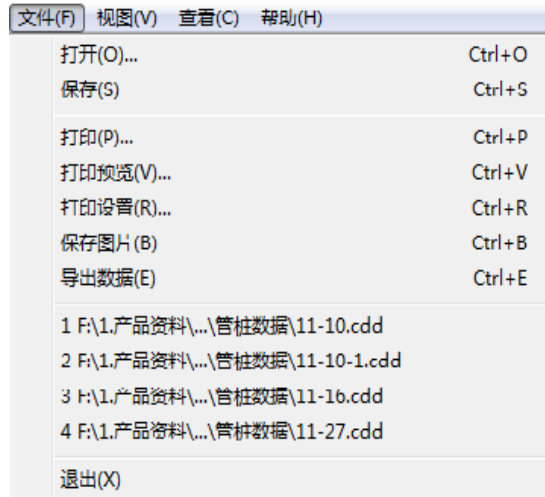 文件(F) 视图(V) 查看(C) 帮助(H)
打开(O)... Ctrl+O
保存(S) Ctrl+S
打印(P)... Ctrl+P
打印预览(V)... Ctrl+V
打印设置(R)... Ctrl+R
保存图片(B) Ctrl+B
导出数据(E) Ctrl+E
1 F:\1.产品资料\...\管桩数据\11-10.cdd
2 F:\1.产品资料\...\管桩数据\11-10-1.cdd
3 F:\1.产品资料\...\管桩数据\11-16.cdd
4 F:\1.产品资料\...\管桩数据\11-27.cdd
退出(X)